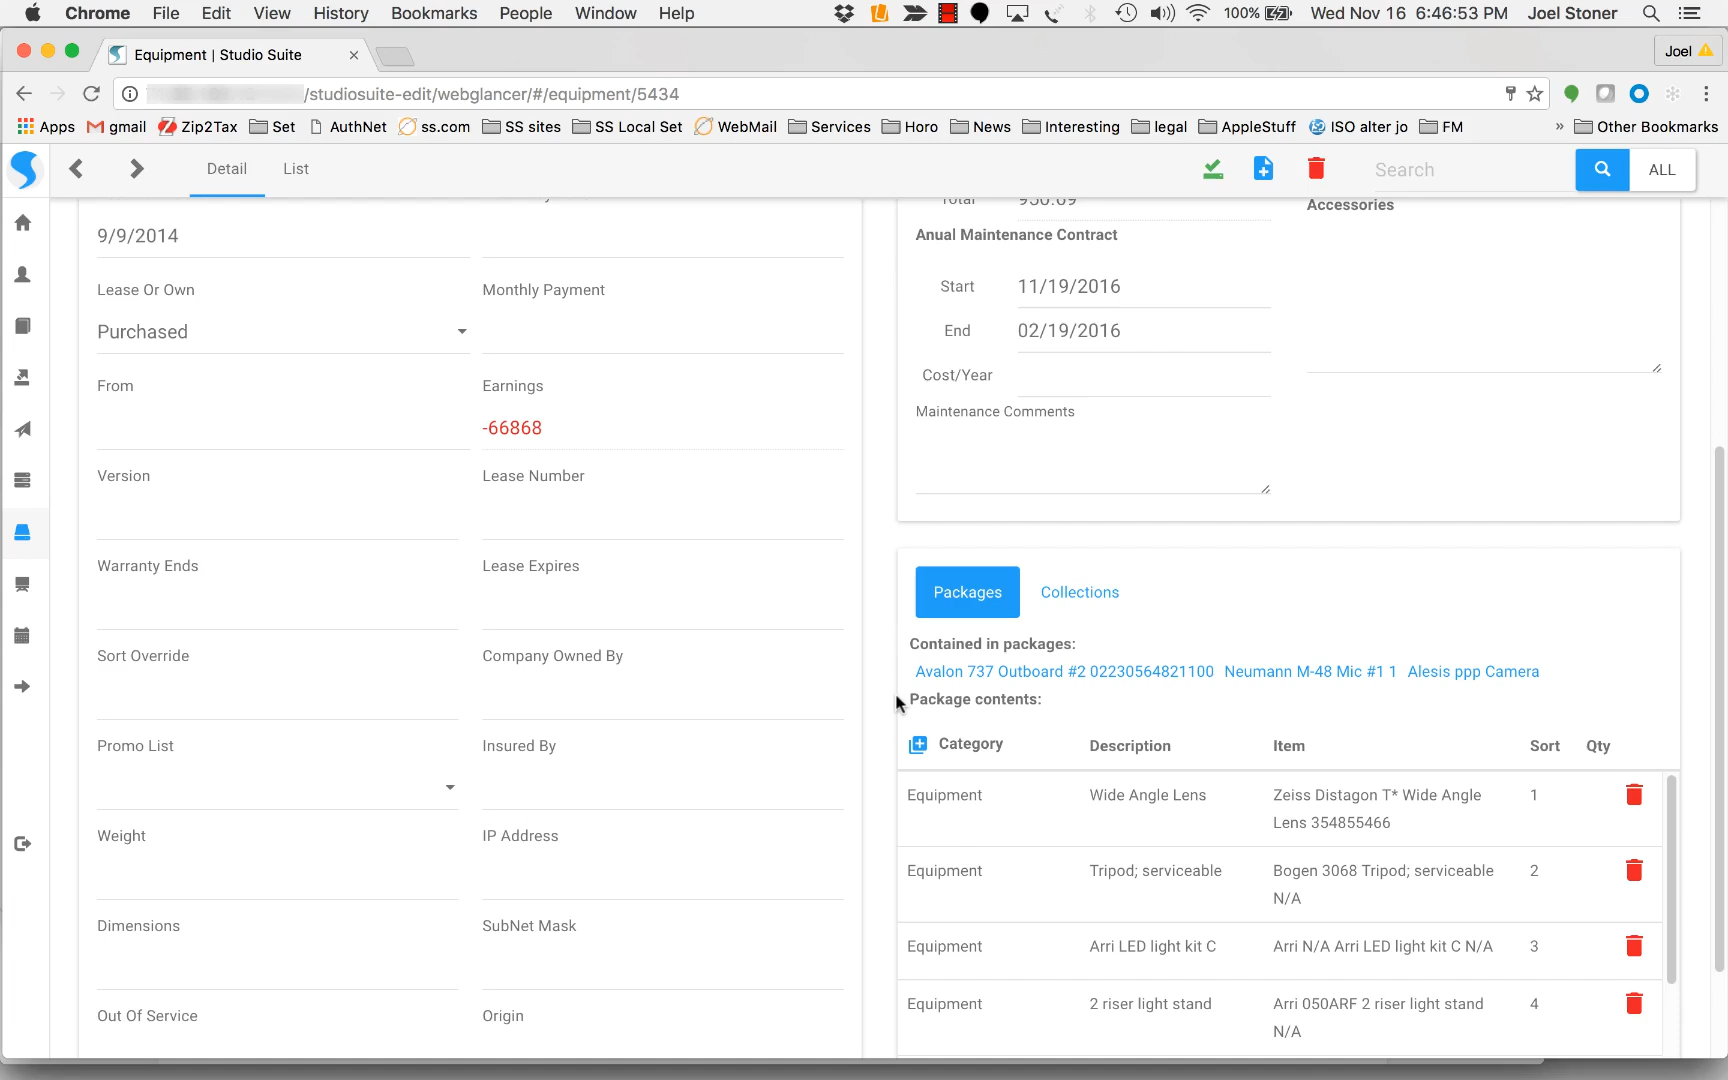 Chrome File Edit View History Bookmarks People Window Help 100% Wed Nov 16 6:46:53 PM Joel Stoner
Equipment | Studio Suite Joel
/studiosuite-edit/webglancer/#/equipment/5434
Apps gmail Zip2Tax Set AuthNet ss.com SS sites SS Local Set WebMail Services Horo News Interesting legal AppleStuff ISO alter jo FM » Other Bookmarks
Detail List Search ALL
9/9/2014
Lease Or Own Monthly Payment
Purchased
From Earnings
-66868
Version Lease Number
Warranty Ends Lease Expires
Sort Override Company Owned By
Promo List Insured By
Weight IP Address
Dimensions SubNet Mask
Out Of Service Origin
Total 950.69 Accessories
Anual Maintenance Contract
Start 11/19/2016
End 02/19/2016
Cost/Year
Maintenance Comments
Packages Collections
Contained in packages:
Avalon 737 Outboard #2 02230564821100 Neumann M-48 Mic #1 1 Alesis ppp Camera
Package contents:
Category Description Item Sort Qty
Equipment Wide Angle Lens Zeiss Distagon T* Wide Angle 1
Lens 354855466
Equipment Tripod; serviceable Bogen 3068 Tripod; serviceable 2
N/A
Equipment Arri LED light kit C Arri N/A Arri LED light kit C N/A 3
Equipment 2 riser light stand Arri 050ARF 2 riser light stand 4
N/A